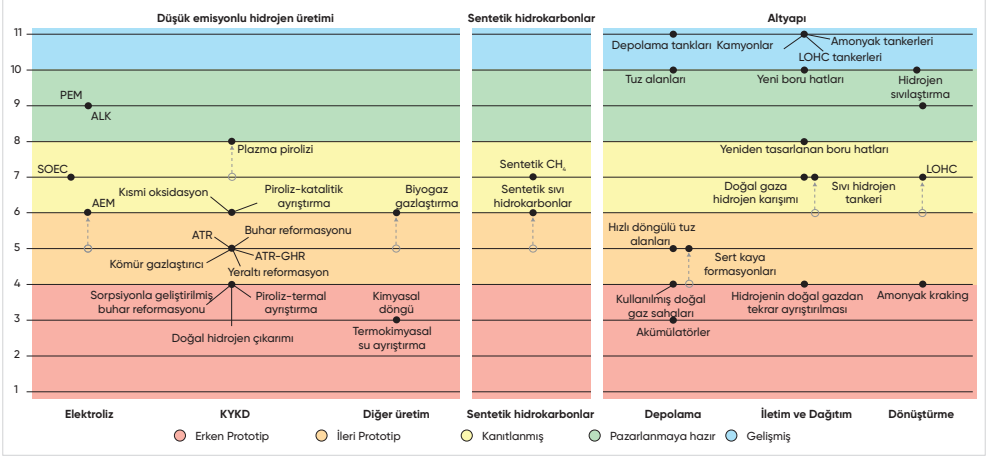 Düşük emisyonlu hidrojen üretimi
Sentetik hidrokarbonlar
Altyapı
11
10
9
8
7
6
5
4
3
2
1
PEM
ALK
SOEC
AEM
Plazma pirolizi
Kısmi oksidasyon
Piroliz-katalitik
ayrıştırma
ATR
Buhar reformasyonu
Kömür gazlaştırıcı
ATR-GHR
Yeraltı reformasyon
Sorpsiyonla geliştirilmiş
buhar reformasyonu
Piroliz-termal
ayrıştırma
Doğal hidrojen çıkarımı
Biyogaz
gazlaştırma
Kimyasal
döngü
Termokimyasal
su ayrıştırma
Sentetik CH₄
Sentetik sıvı
hidrokarbonlar
Depolama tankları
Kamyonlar
Amonyak tankerleri
LOHC tankerleri
Tuz alanları
Yeni boru hatları
Hidrojen
sıvılaştırma
Yeniden tasarlanan boru hatları
Doğal gaza
hidrojen karışımı
Sıvı hidrojen
tankeri
LOHC
Hızlı döngülü tuz
alanları
Sert kaya
formasyonları
Kullanılmış doğal
gaz sahaları
Hidrojenin doğal gazdan
tekrar ayrıştırılması
Amonyak kraking
Akümülatörler
Elektroliz
KYKD
Diğer üretim
Sentetik hidrokarbonlar
Depolama
İletim ve Dağıtım
Dönüştürme
Erken Prototip
İleri Prototip
Kanıtlanmış
Pazarlanmaya hazır
Gelişmiş